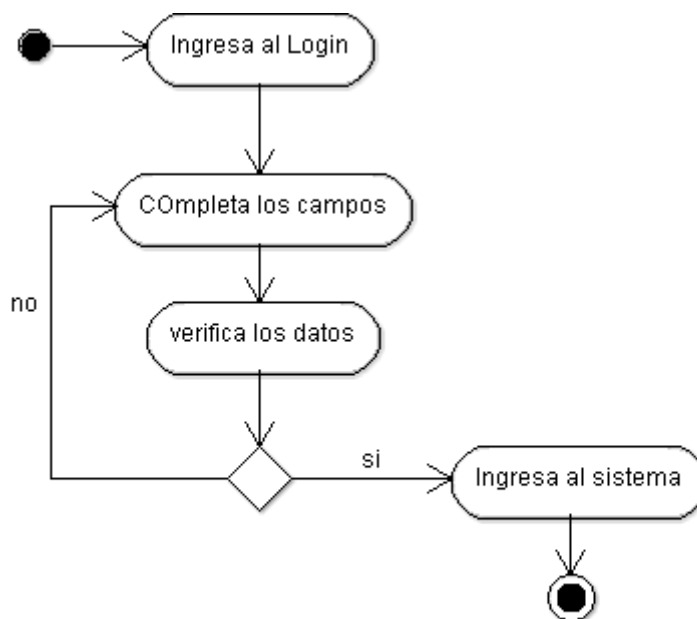 Ingresa al Login
COmpleta los campos
no
verifica los datos
si
Ingresa al sistema